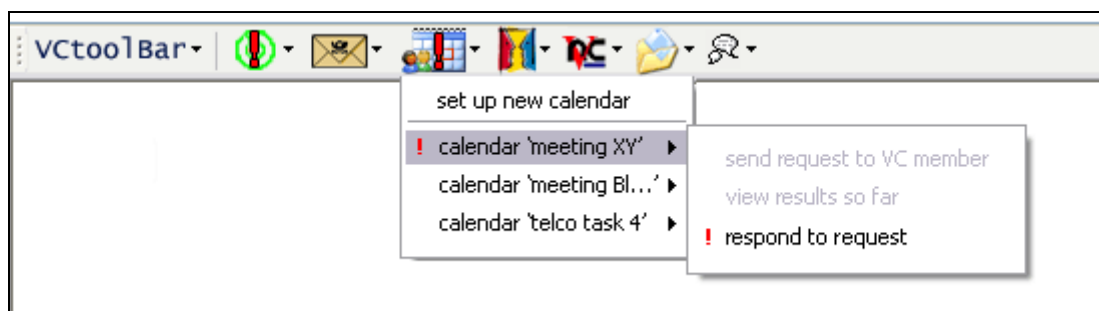 VCtoolBar
QC
set up new calendar
! calendar 'meeting XY'
calendar 'meeting Bl...'
calendar 'telco task 4'
send request to VC member
view results so far
! respond to request